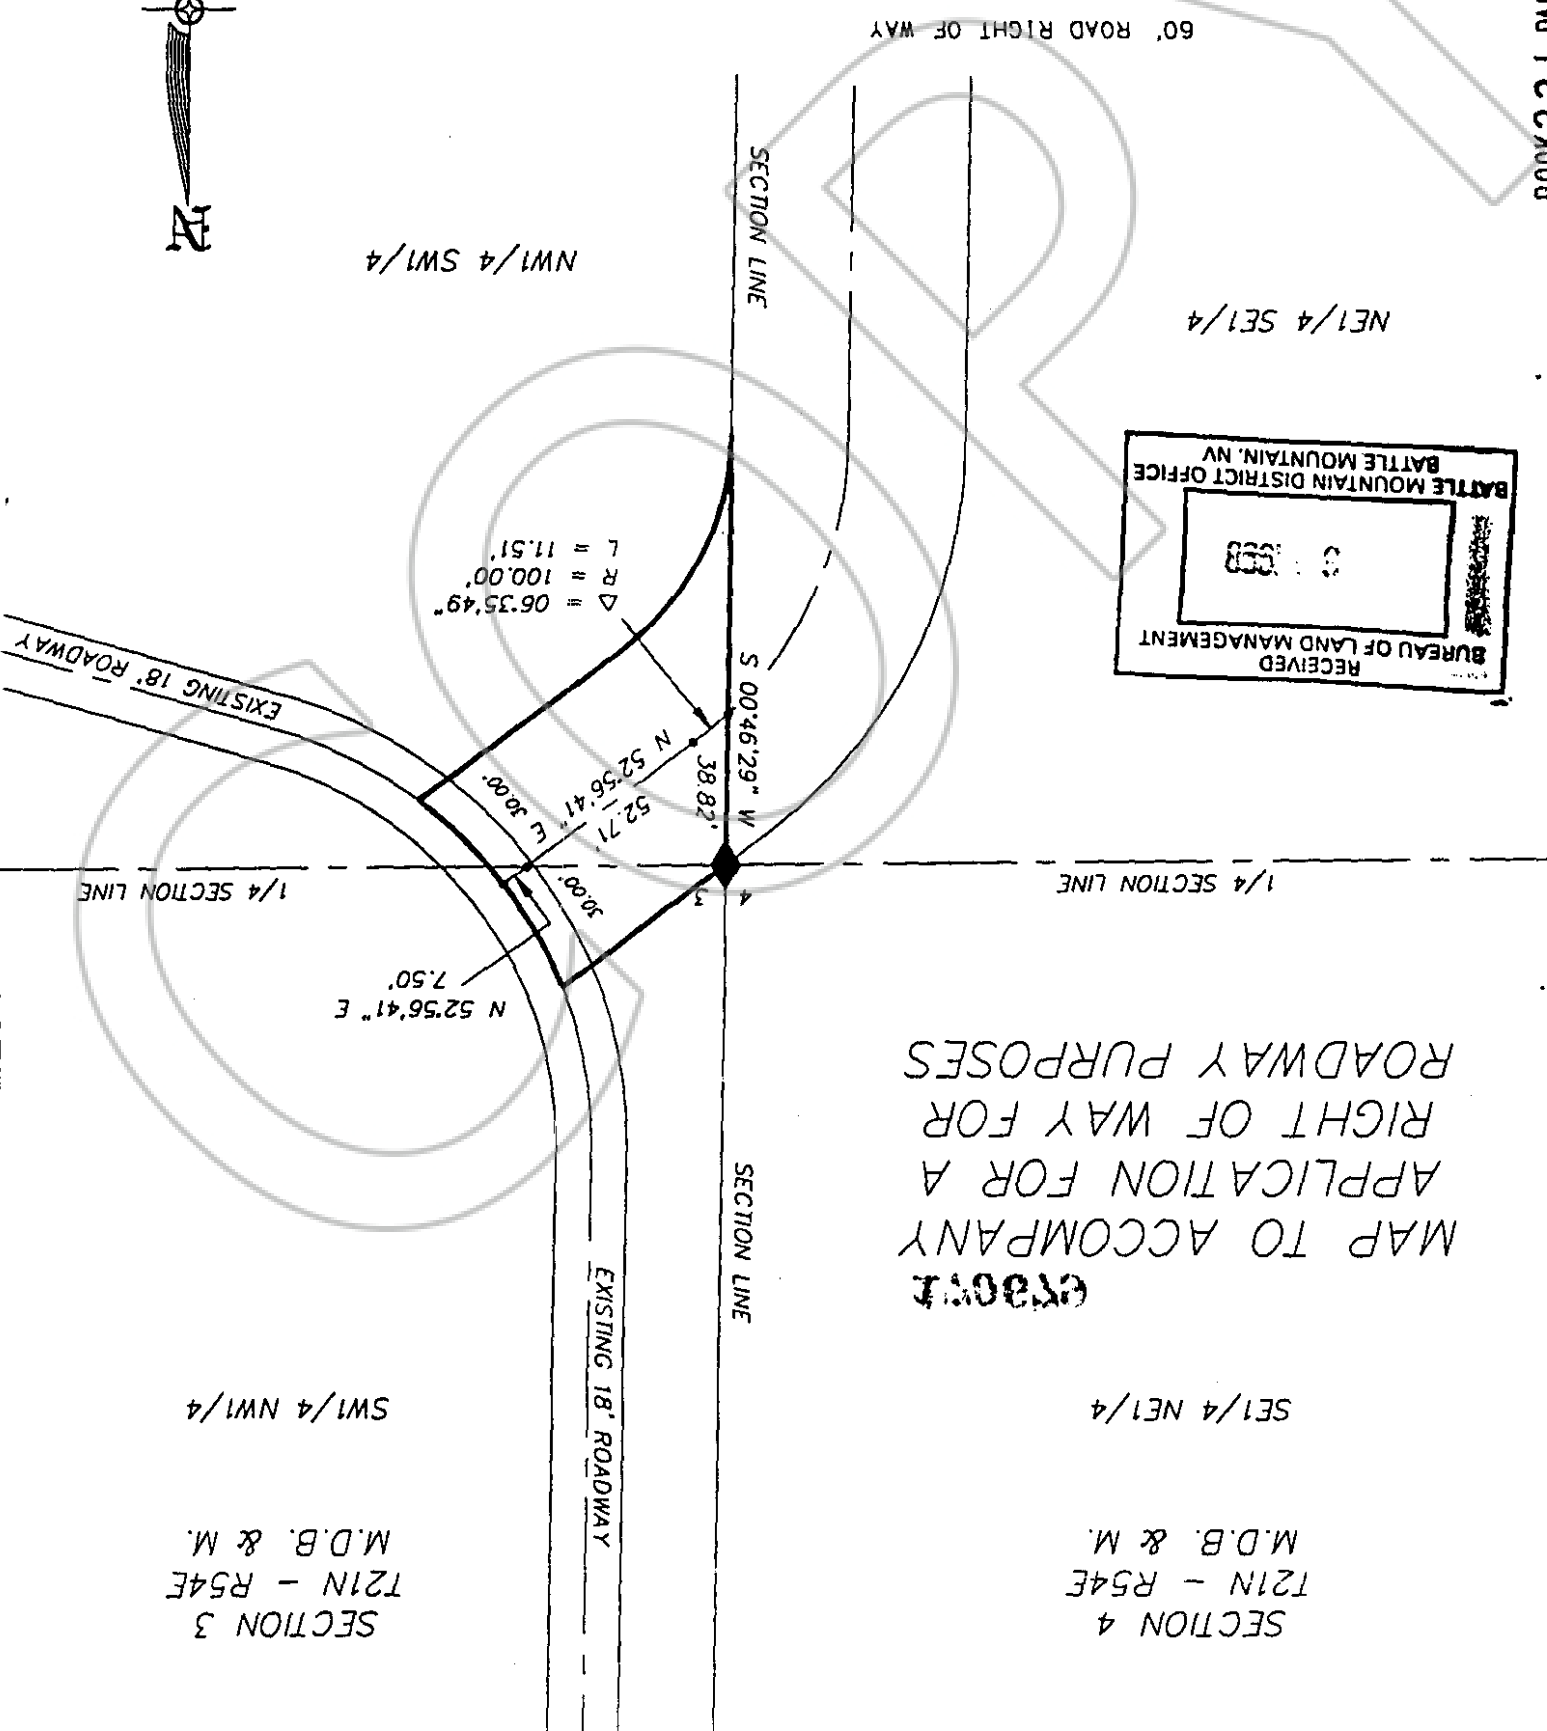 SECTION 4
T21N - R54E
M.D.B. & M.
SECTION 3
T21N - R54E
M.D.B. & M.
SE1/4 NE1/4
SW1/4 NW1/4
EXISTING 18' ROADWAY
SECTION LINE
MAP TO ACCOMPANY
APPLICATION FOR A
RIGHT OF WAY FOR
ROADWAY PURPOSES
N 52°56'41" E
7.50'
1/4 SECTION LINE
4
3
1/4 SECTION LINE
30.00'
30.00'
52.71'
N 52°56'41" E
S 00°46'29" W
38.82'
EXISTING 18' ROADWAY
RECEIVED
BUREAU OF LAND MANAGEMENT
BATTLE MOUNTAIN DISTRICT OFFICE
BATTLE MOUNTAIN, NV
Δ = 06°35'49"
R = 100.00'
L = 11.51'
NE1/4 SE1/4
NW1/4 SW1/4
SECTION LINE
N
60' ROAD RIGHT OF WAY
COPY